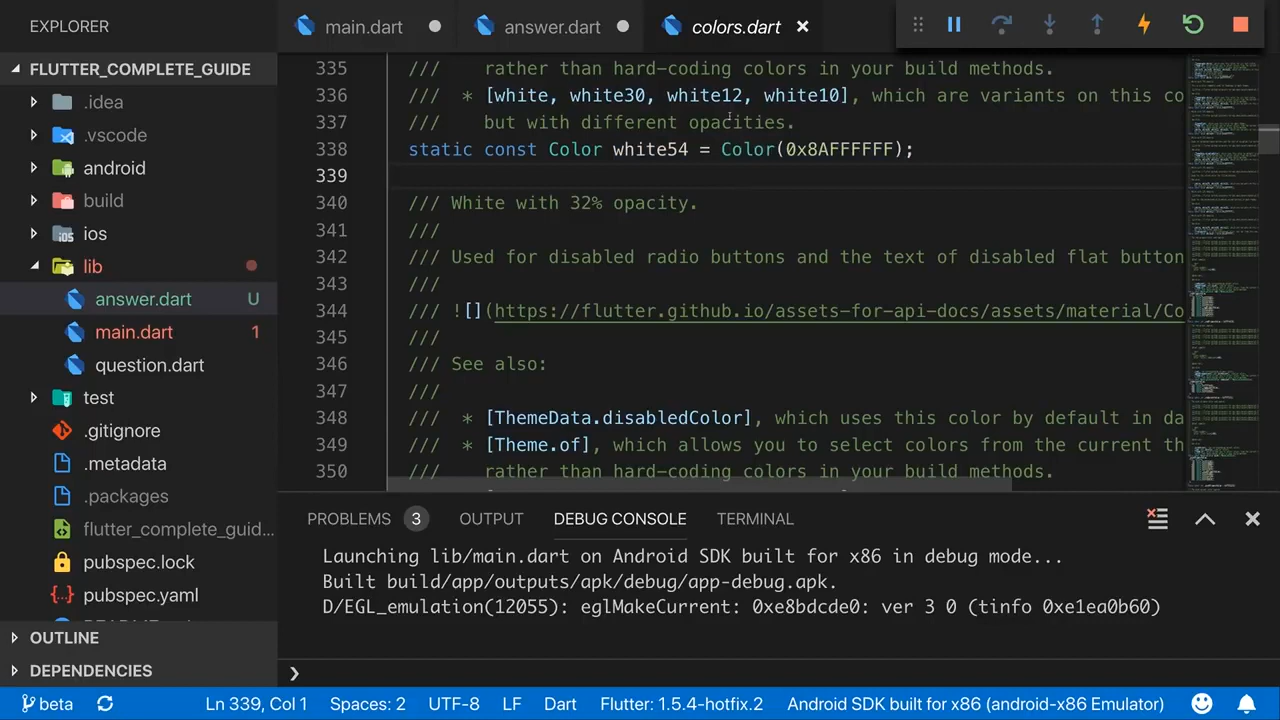 EXPLORER
main.dart
answer.dart
colors.dart
FLUTTER_COMPLETE_GUIDE
.idea
.vscode
android
build
ios
lib
answer.dart U
main.dart 1
question.dart
test
.gitignore
.metadata
.packages
flutter_complete_guid...
pubspec.lock
pubspec.yaml
OUTLINE
DEPENDENCIES
335 /// rather than hard-coding colors in your build methods.
336 /// * [white, white30, white12, white10], which are variants on this co
337 /// but with different opacities.
338 static const Color white54 = Color(0x8AFFFFFF);
339
340 /// White with 32% opacity.
341 ///
342 /// Used for disabled radio buttons and the text of disabled flat button
343 ///
344 /// ![](https://flutter.github.io/assets-for-api-docs/assets/material/Co
345 ///
346 /// See also:
347 ///
348 /// * [ThemeData.disabledColor], which uses this color by default in da
349 /// * [Theme.of], which allows you to select colors from the current th
350 /// rather than hard-coding colors in your build methods.
PROBLEMS 3 OUTPUT DEBUG CONSOLE TERMINAL
Launching lib/main.dart on Android SDK built for x86 in debug mode...
Built build/app/outputs/apk/debug/app-debug.apk.
D/EGL_emulation(12055): eglMakeCurrent: 0xe8bdcde0: ver 3 0 (tinfo 0xe1ea0b60)
beta Ln 339, Col 1 Spaces: 2 UTF-8 LF Dart Flutter: 1.5.4-hotfix.2 Android SDK built for x86 (android-x86 Emulator)